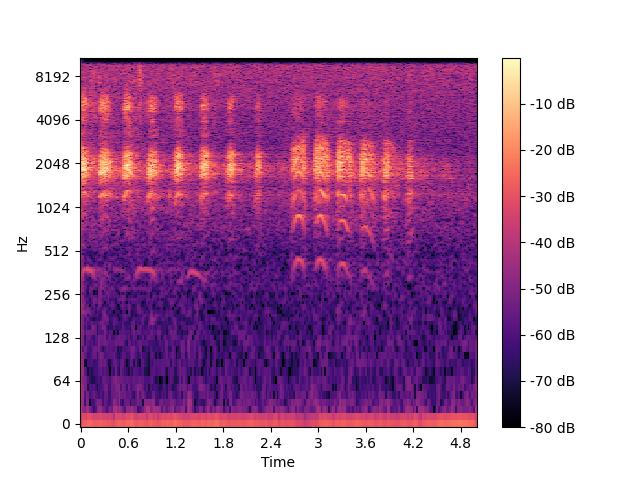 8192
4096
2048
1024
512
256
128
64
0
Hz
0 0.6 1.2 1.8 2.4 3 3.6 4.2 4.8
Time
-10 dB
-20 dB
-30 dB
-40 dB
-50 dB
-60 dB
-70 dB
-80 dB